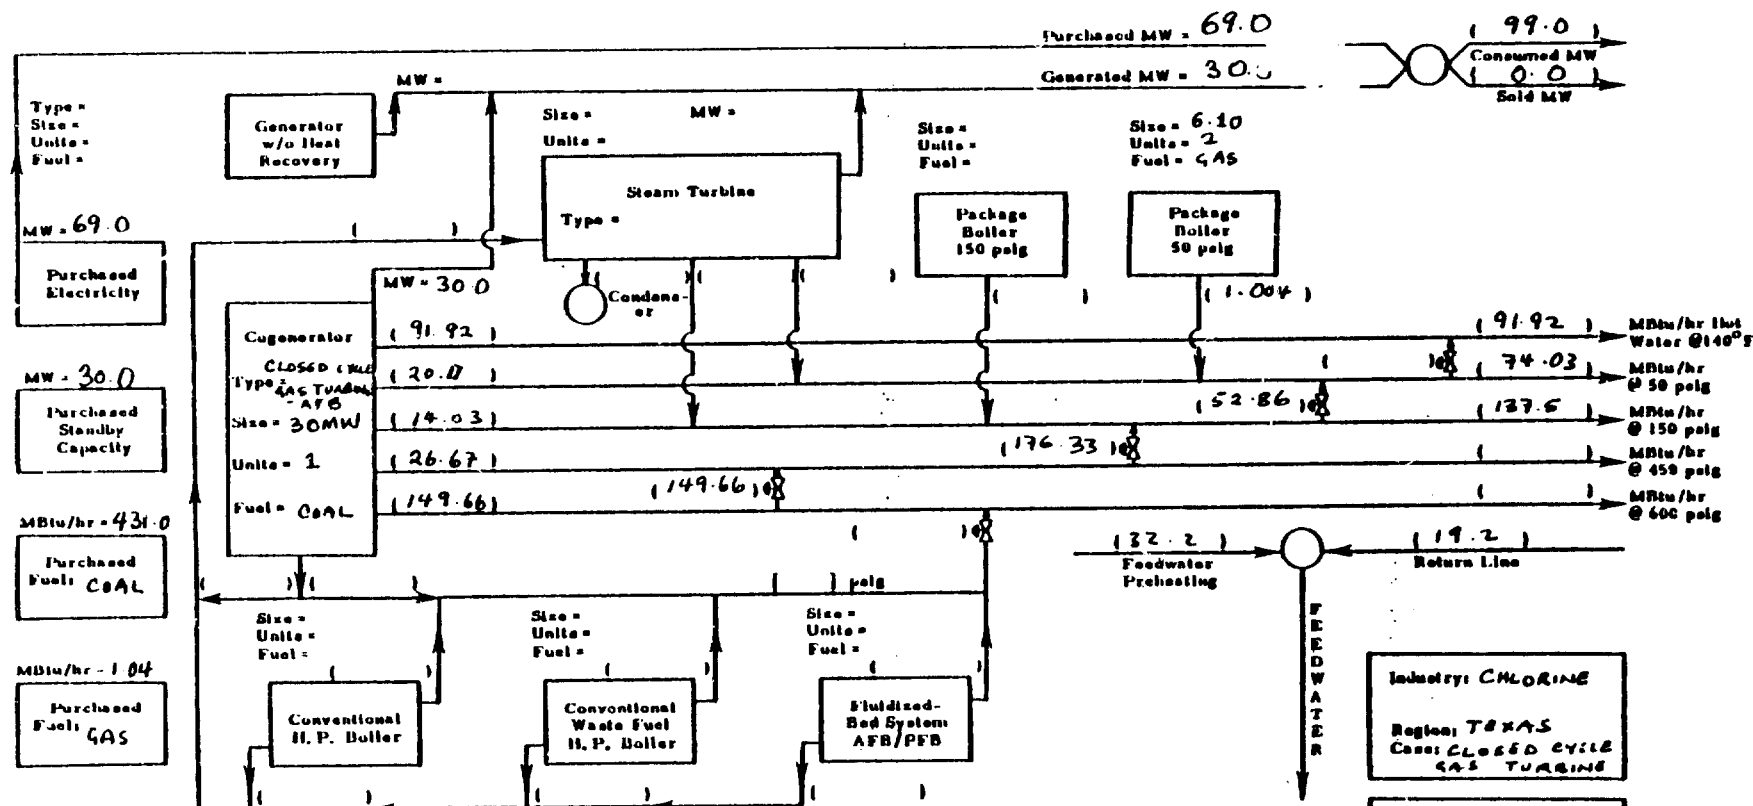 Purchased MW = 69.0
( 99.0 )
Consumed MW
Generated MW = 30.0
( 0.0 )
Sold MW
MW =
Type =
Size =
Units =
Fuel =
Generator
w/o Heat
Recovery
Size =
MW =
Units =
Steam Turbine
Type =
Size =
Units =
Fuel =
Package
Boiler
150 psig
Size = 6.10
Units = 2
Fuel = GAS
Package
Boiler
50 psig
MW = 69.0
Purchased
Electricity
( )
MW = 30.0
( )
( )
( )
Condens-
er
( )
( 1.004 )
Cogenerator
CLOSED CYCLE
Type = GAS TURBINE
- AFB
Size = 30MW
Units = 1
Fuel = COAL
( 91.92 )
( 91.92 )
MBtu/hr Hot
Water @140°F
( )
( 74.03 )
MBtu/hr
@ 50 psig
( 52.86 )
( 14.03 )
( 137.5 )
MBtu/hr
@ 150 psig
( 176.33 )
( 26.67 )
( )
MBtu/hr
@ 459 psig
( 149.66 )
( 149.66 )
( )
MBtu/hr
@ 600 psig
( )
MW = 30.0
Purchased
Standby
Capacity
MBtu/hr = 431.0
Purchased
Fuel: COAL
MBtu/hr = 1.04
Purchased
Fuel: GAS
( 32.2 )
Feedwater
Preheating
( 19.2 )
Return Line
FEEDWATER
( ) ( )
[ ] psig
Size =
Units =
Fuel =
( )
Conventional
H. P. Boiler
Size =
Units =
Fuel =
( )
Conventional
Waste Fuel
H. P. Boiler
Size =
Units =
Fuel =
( )
Fluidized-
Bed System
AFB/PFB
( )
( )
( )
Industry: CHLORINE
Region: TEXAS
Case: CLOSED CYCLE
GAS TURBINE